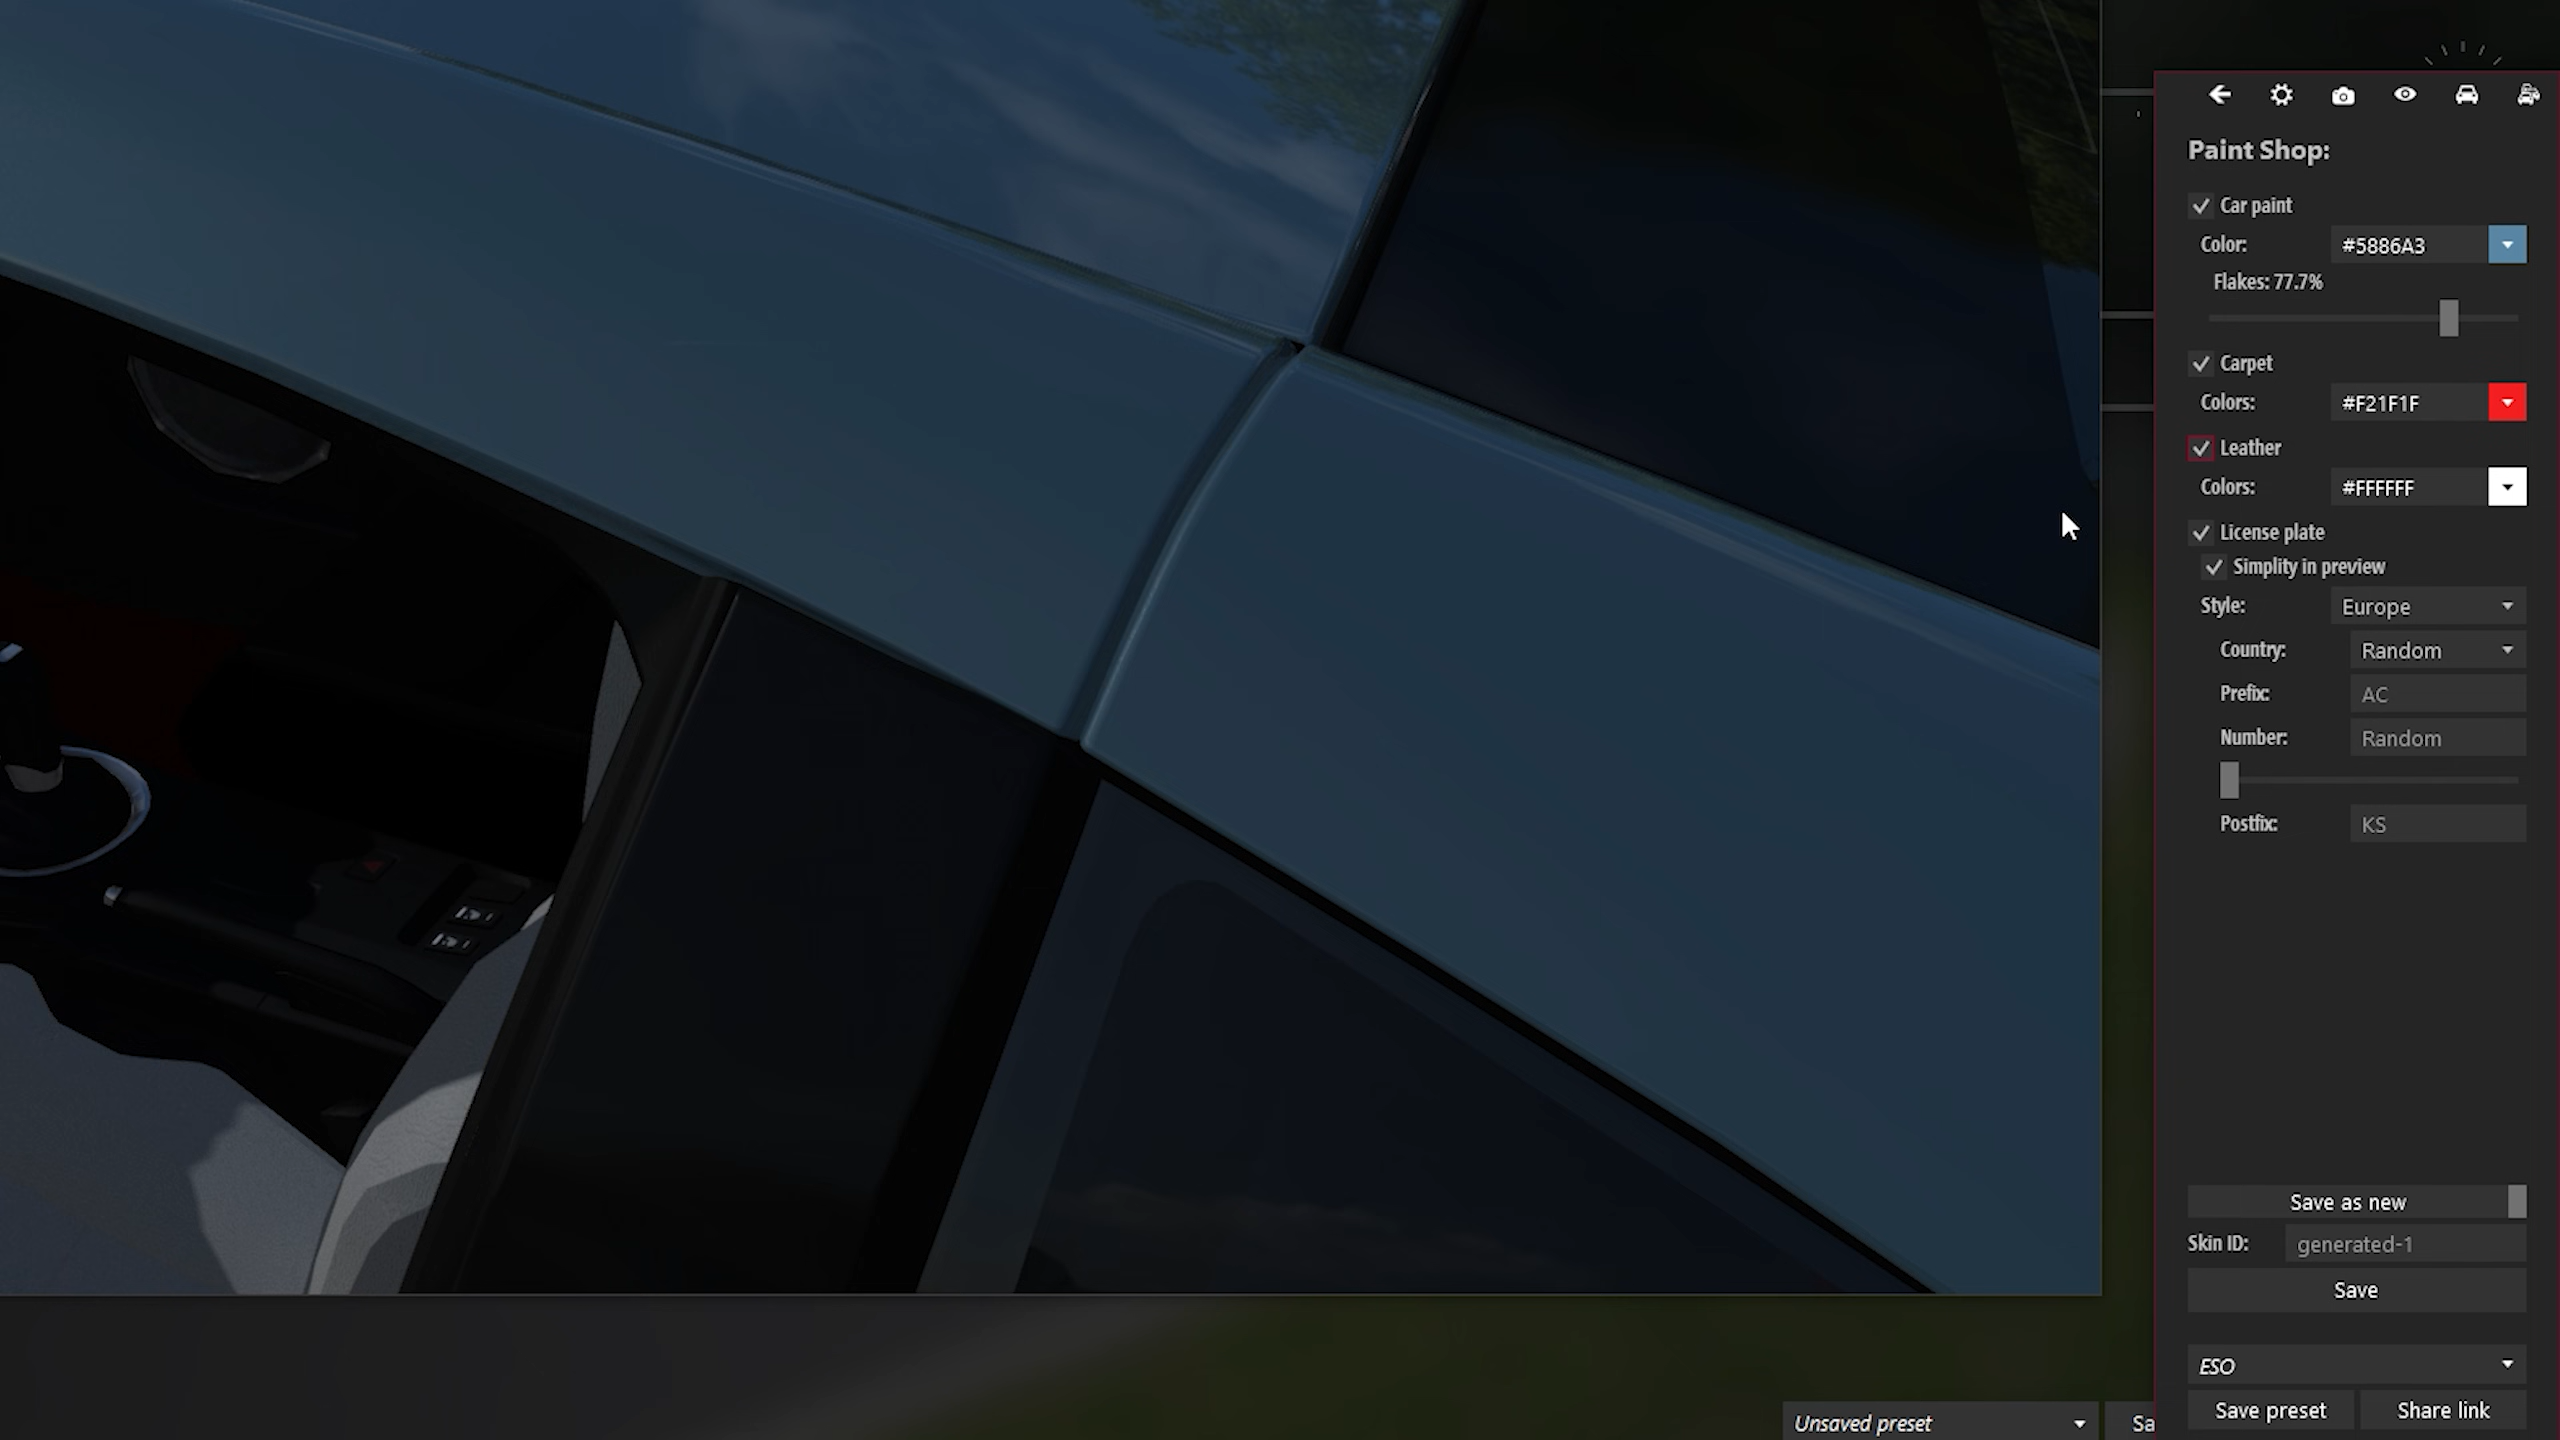 Paint Shop:
Car paint
Color: #5886A3
Flakes: 77.7%
Carpet
Colors: #F21F1F
Leather
Colors: #FFFFFF
License plate
Simplity in preview
Style: Europe
Country: Random
Prefix: AC
Number: Random
Postfix: KS
Save as new
Skin ID: generated-1
Save
ESO
Save preset Share link
Unsaved preset Sa